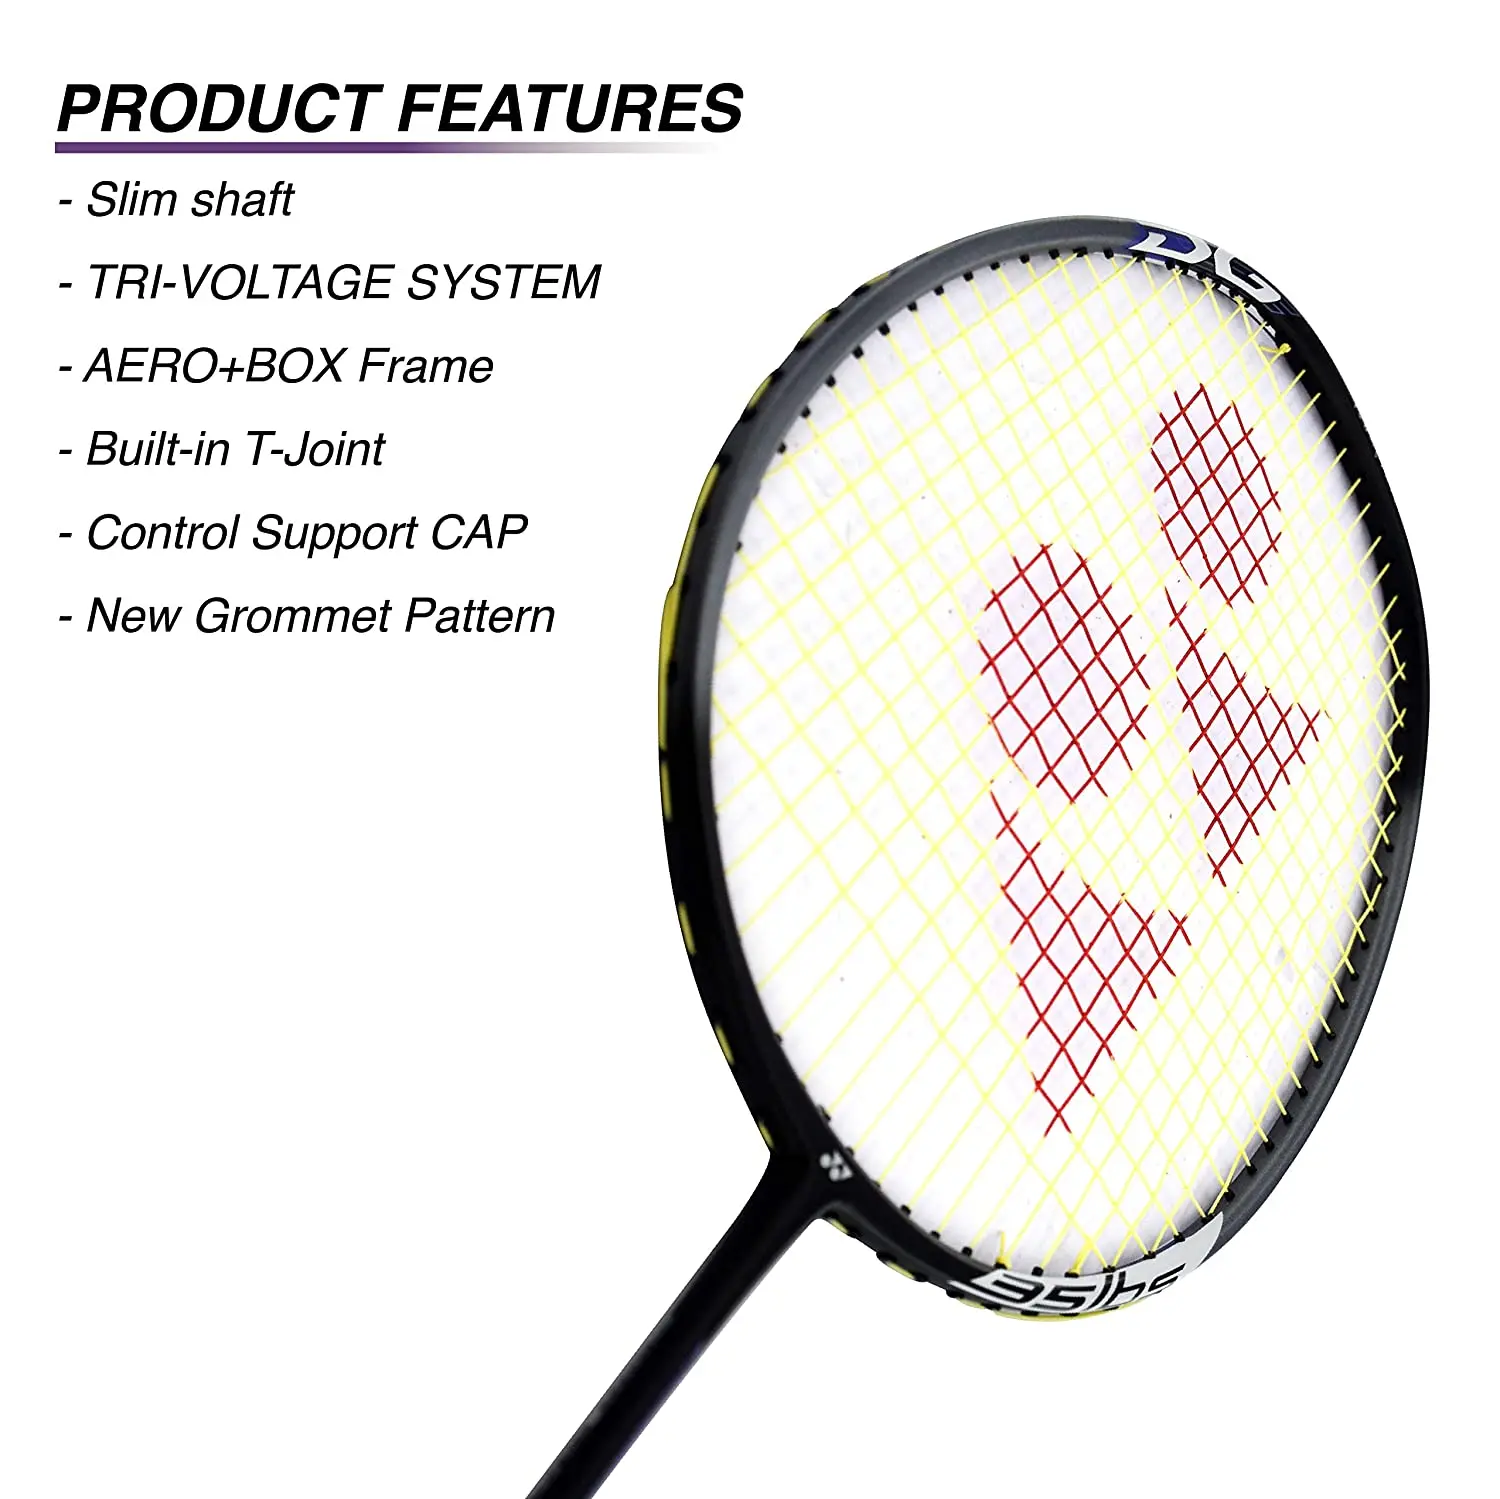 PRODUCT FEATURES
- Slim shaft
- TRI-VOLTAGE SYSTEM
- AERO+BOX Frame
- Built-in T-Joint
- Control Support CAP
- New Grommet Pattern
DG
35lbs